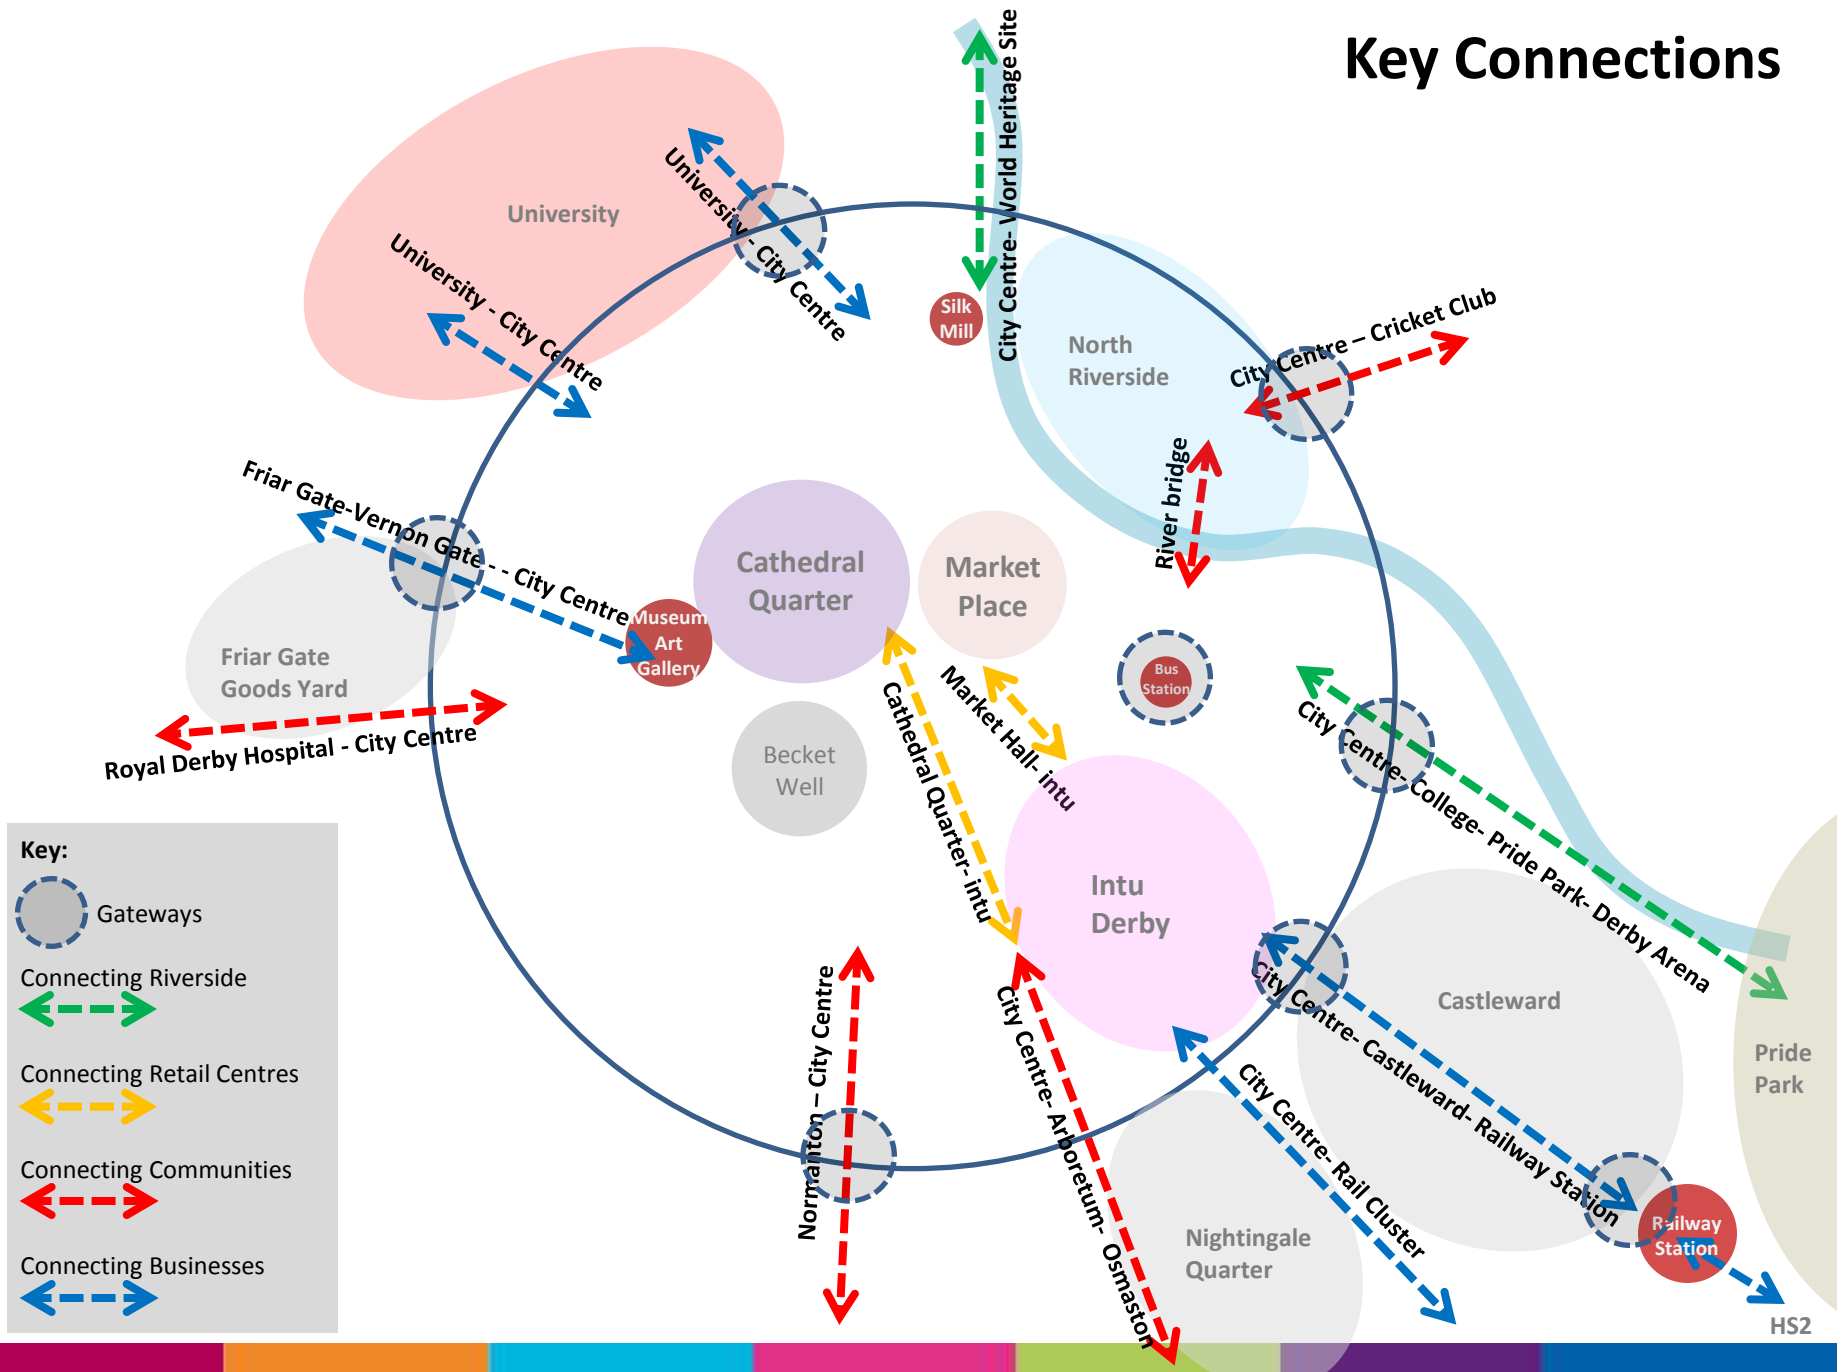 Key Connections
City Centre- World Heritage Site
University - City Centre
University
University - City Centre
Silk
Mill
North
Riverside
City Centre – Cricket Club
River bridge
Friar Gate-Vernon Gate - - City Centre
Cathedral
Quarter
Market
Place
Museum
Art
Gallery
Friar Gate
Goods Yard
Bus
Station
Royal Derby Hospital - City Centre
Becket
Well
Cathedral Quarter- intu
Market Hall- intu
City Centre- College- Pride Park- Derby Arena
Intu
Derby
Castleward
City Centre- Castleward- Railway Station
Pride
Park
Normanton – City Centre
City Centre- Arboretum- Osmaston
City Centre- Rail Cluster
Nightingale
Quarter
Railway
Station
HS2
Key:
Gateways
Connecting Riverside
Connecting Retail Centres
Connecting Communities
Connecting Businesses